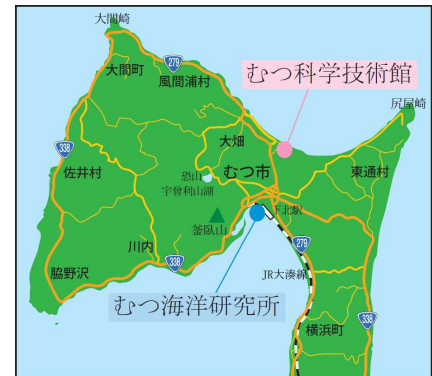 大間崎
大間町
279
風間浦村
むつ科学技術館
尻屋崎
338
大畑
佐井村
恐山
むつ市
東通村
宇曽利山湖
下北駅
釜臥山
川内
279
338
JR大湊線
脇野沢
むつ海洋研究所
338
横浜町